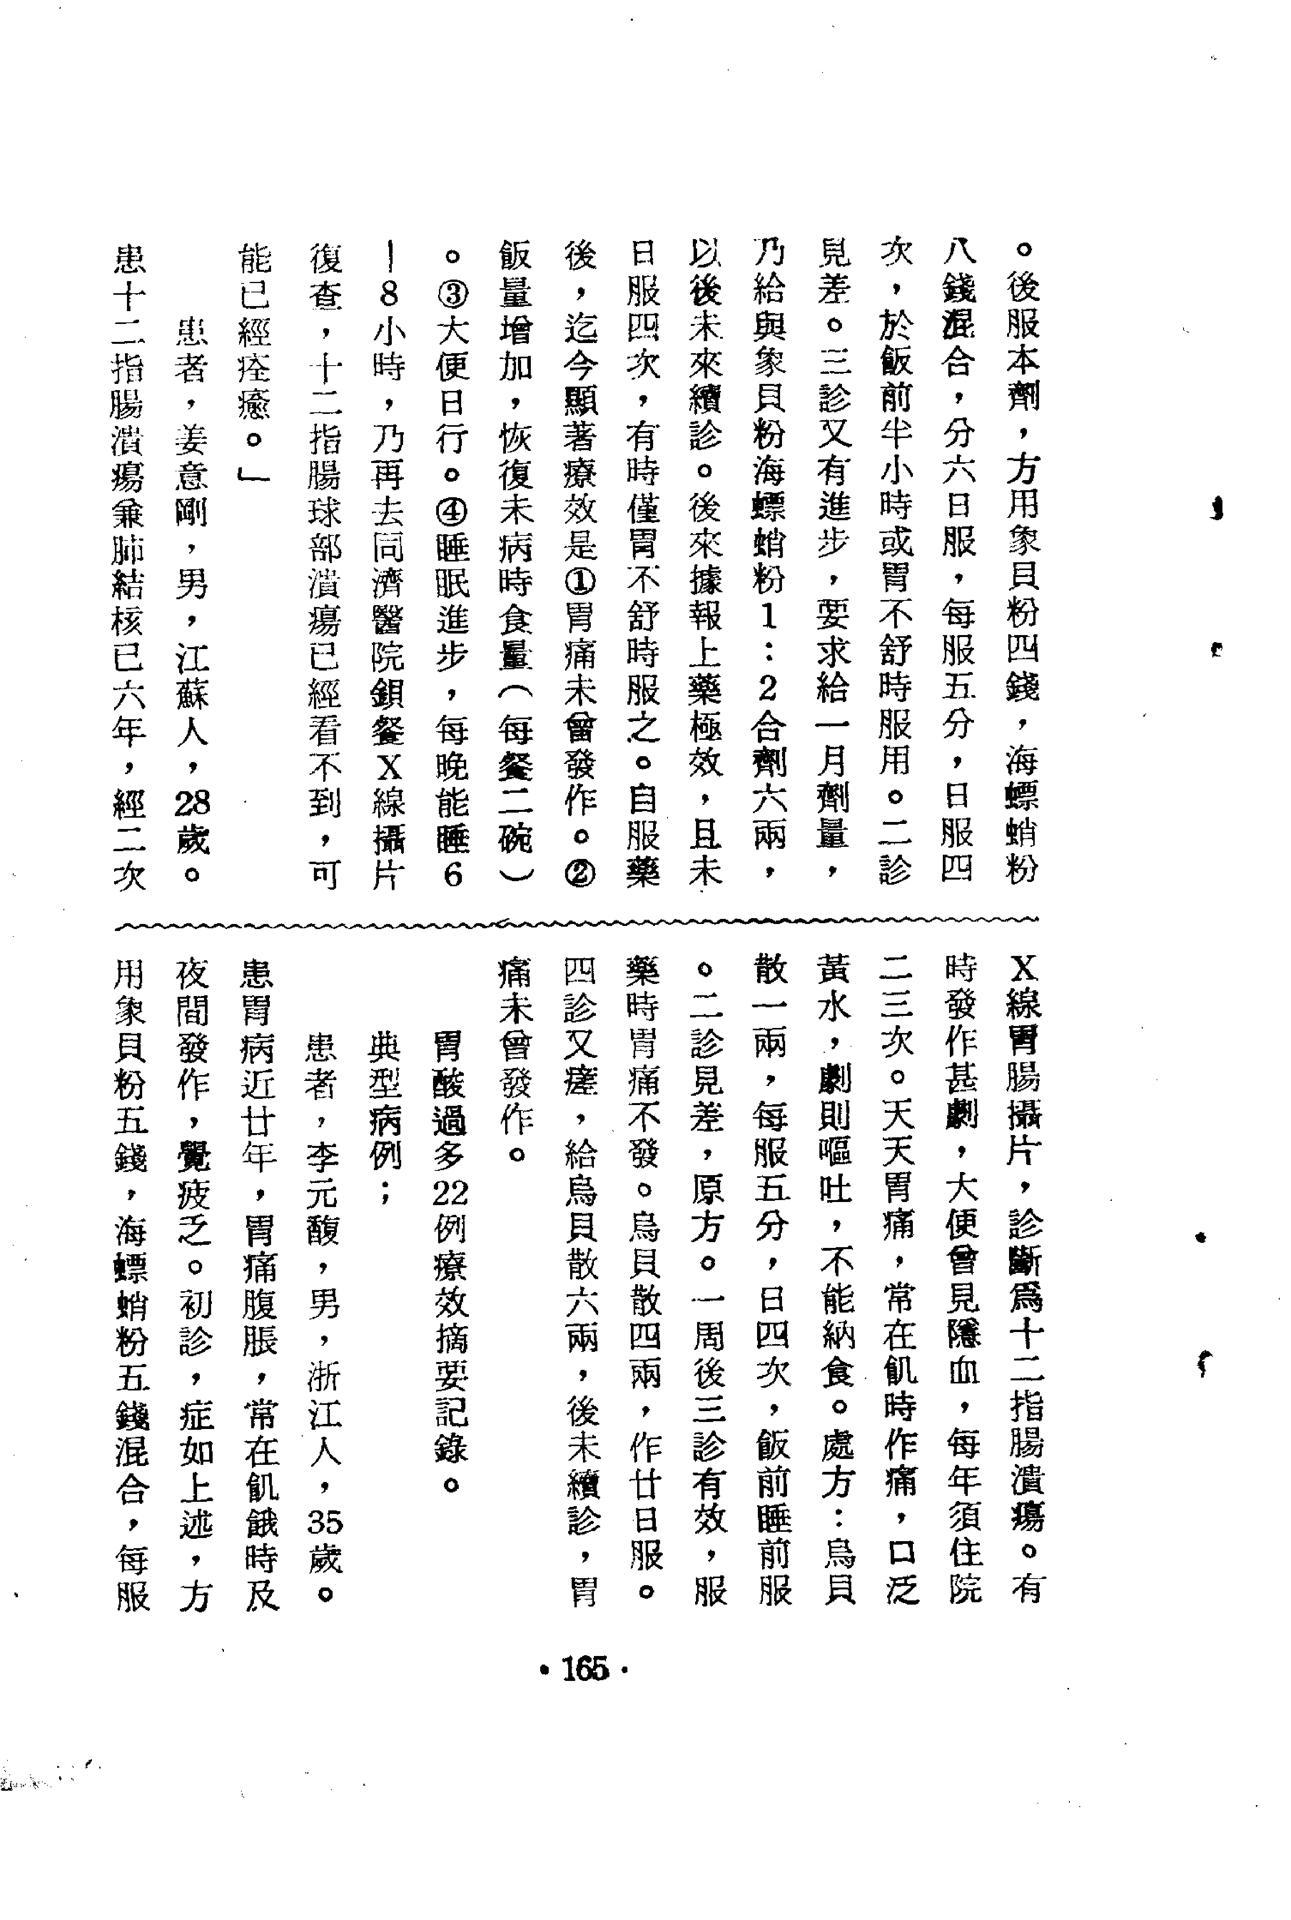 。後服本劑，方用象貝粉四錢，海螵蛸粉
八錢混合，分六日服，每服五分，日服四
次，於飯前半小時或胃不舒時服用。二診
見差。三診又有進步，要求給一月劑量，
乃給與象貝粉海螵蛸粉1：2合劑六兩，
以後未來續診。後來據報上藥極效，且未
日服四次，有時僅胃不舒時服之。自服藥
後，迄今顯著療效是①胃痛未曾發作。②
飯量增加，恢復未病時食量（每餐二碗）
。③大便日行。④睡眠進步，每晚能睡6
—8小時，乃再去同濟醫院鋇餐X線攝片
復查，十二指腸球部潰瘍已經看不到，可
能已經痊癒。」
患者，姜意剛，男，江蘇人，28歲。
患十二指腸潰瘍兼肺結核已六年，經二次
X線胃腸攝片，診斷爲十二指腸潰瘍。有
時發作甚劇，大便曾見隱血，每年須住院
二三次。天天胃痛，常在飢時作痛，口泛
黃水，劇則嘔吐，不能納食。處方：烏貝
散一兩，每服五分，日四次，飯前睡前服
。二診見差，原方。一周後三診有效，服
藥時胃痛不發。烏貝散四兩，作廿日服。
四診又瘥，給烏貝散六兩，後未續診，胃
痛未曾發作。
胃酸過多22例療效摘要記錄。
典型病例；
患者，李元馥，男，浙江人，35歲。
患胃病近廿年，胃痛腹脹，常在飢餓時及
夜間發作，覺疲乏。初診，症如上述，方
用象貝粉五錢，海螵蛸粉五錢混合，每服
·165·